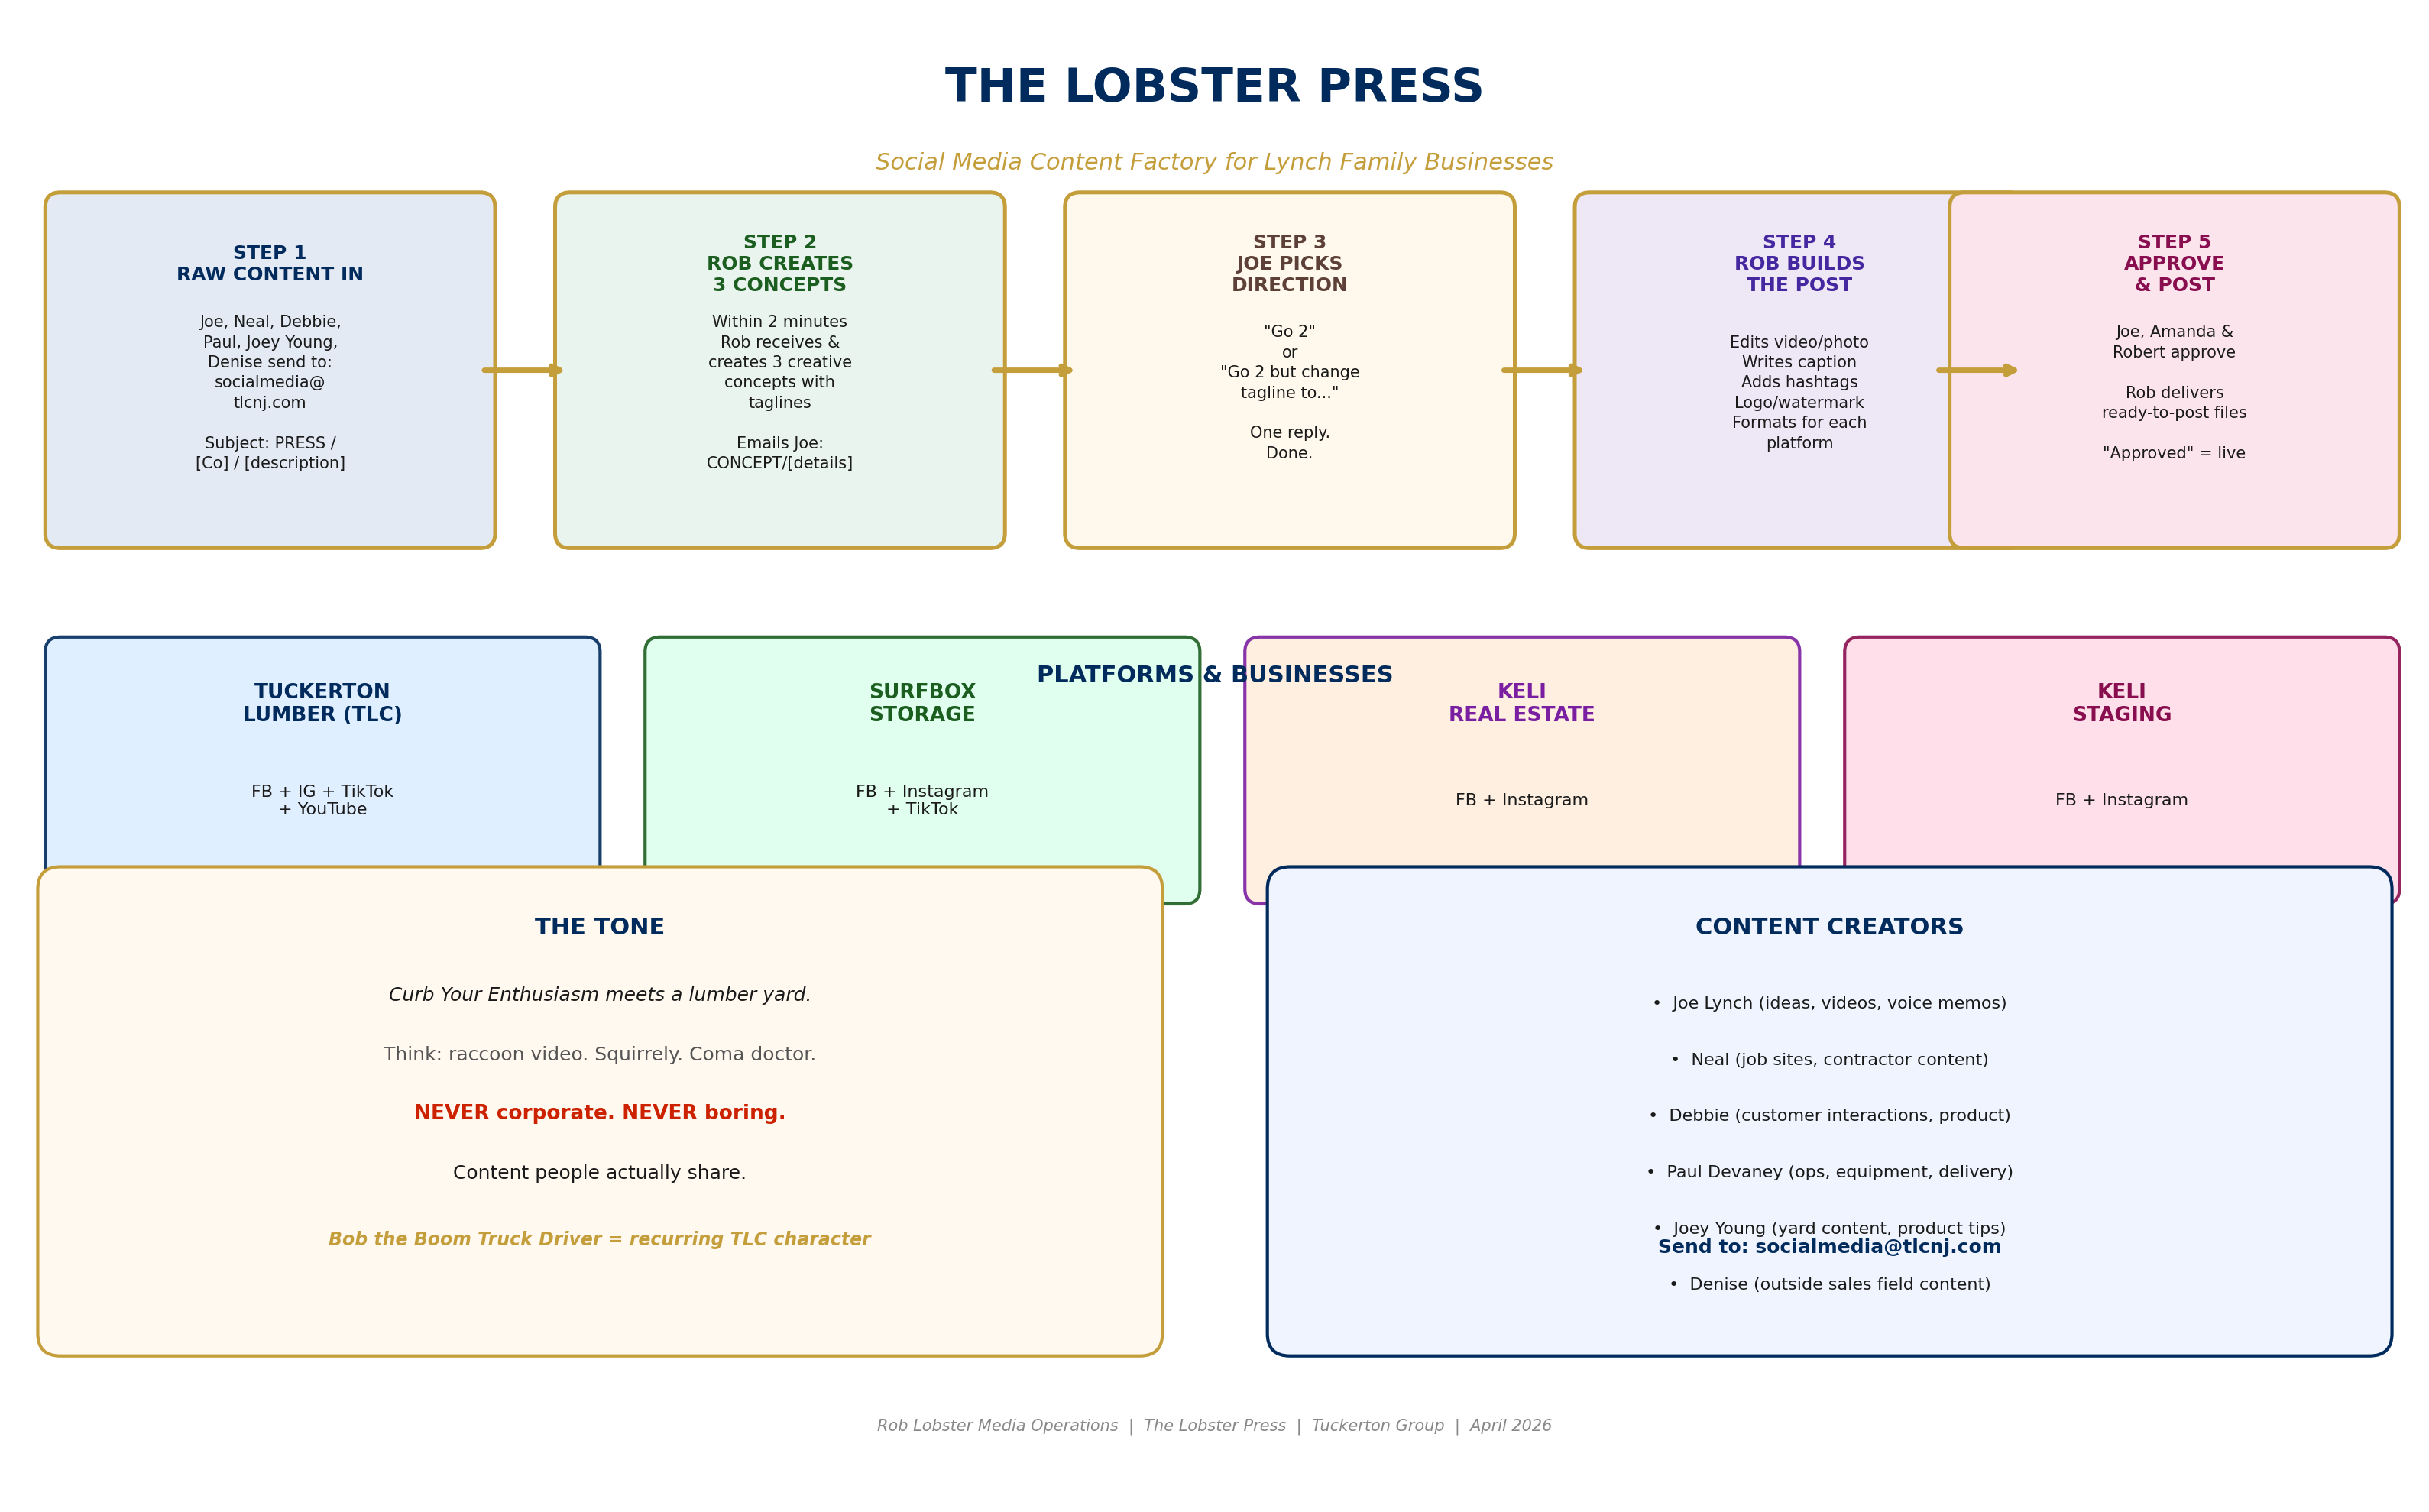 THE LOBSTER PRESS
Social Media Content Factory for Lynch Family Businesses
STEP 1
RAW CONTENT IN
Joe, Neal, Debbie,
Paul, Joey Young,
Denise send to:
socialmedia@
tlcnj.com
Subject: PRESS /
[Co] / [description]
STEP 2
ROB CREATES
3 CONCEPTS
Within 2 minutes
Rob receives &
creates 3 creative
concepts with
taglines
Emails Joe:
CONCEPT/[details]
STEP 3
JOE PICKS
DIRECTION
"Go 2"
or
"Go 2 but change
tagline to..."
One reply.
Done.
STEP 4
ROB BUILDS
THE POST
Edits video/photo
Writes caption
Adds hashtags
Logo/watermark
Formats for each
platform
STEP 5
APPROVE
& POST
Joe, Amanda &
Robert approve
Rob delivers
ready-to-post files
"Approved" = live
PLATFORMS & BUSINESSES
TUCKERTON
LUMBER (TLC)
FB + IG + TikTok
+ YouTube
SURFBOX
STORAGE
FB + Instagram
+ TikTok
KELI
REAL ESTATE
FB + Instagram
KELI
STAGING
FB + Instagram
THE TONE
Curb Your Enthusiasm meets a lumber yard.
Think: raccoon video. Squirrely. Coma doctor.
NEVER corporate. NEVER boring.
Content people actually share.
Bob the Boom Truck Driver = recurring TLC character
CONTENT CREATORS
• Joe Lynch (ideas, videos, voice memos)
• Neal (job sites, contractor content)
• Debbie (customer interactions, product)
• Paul Devaney (ops, equipment, delivery)
• Joey Young (yard content, product tips)
Send to: socialmedia@tlcnj.com
• Denise (outside sales field content)
Rob Lobster Media Operations | The Lobster Press | Tuckerton Group | April 2026